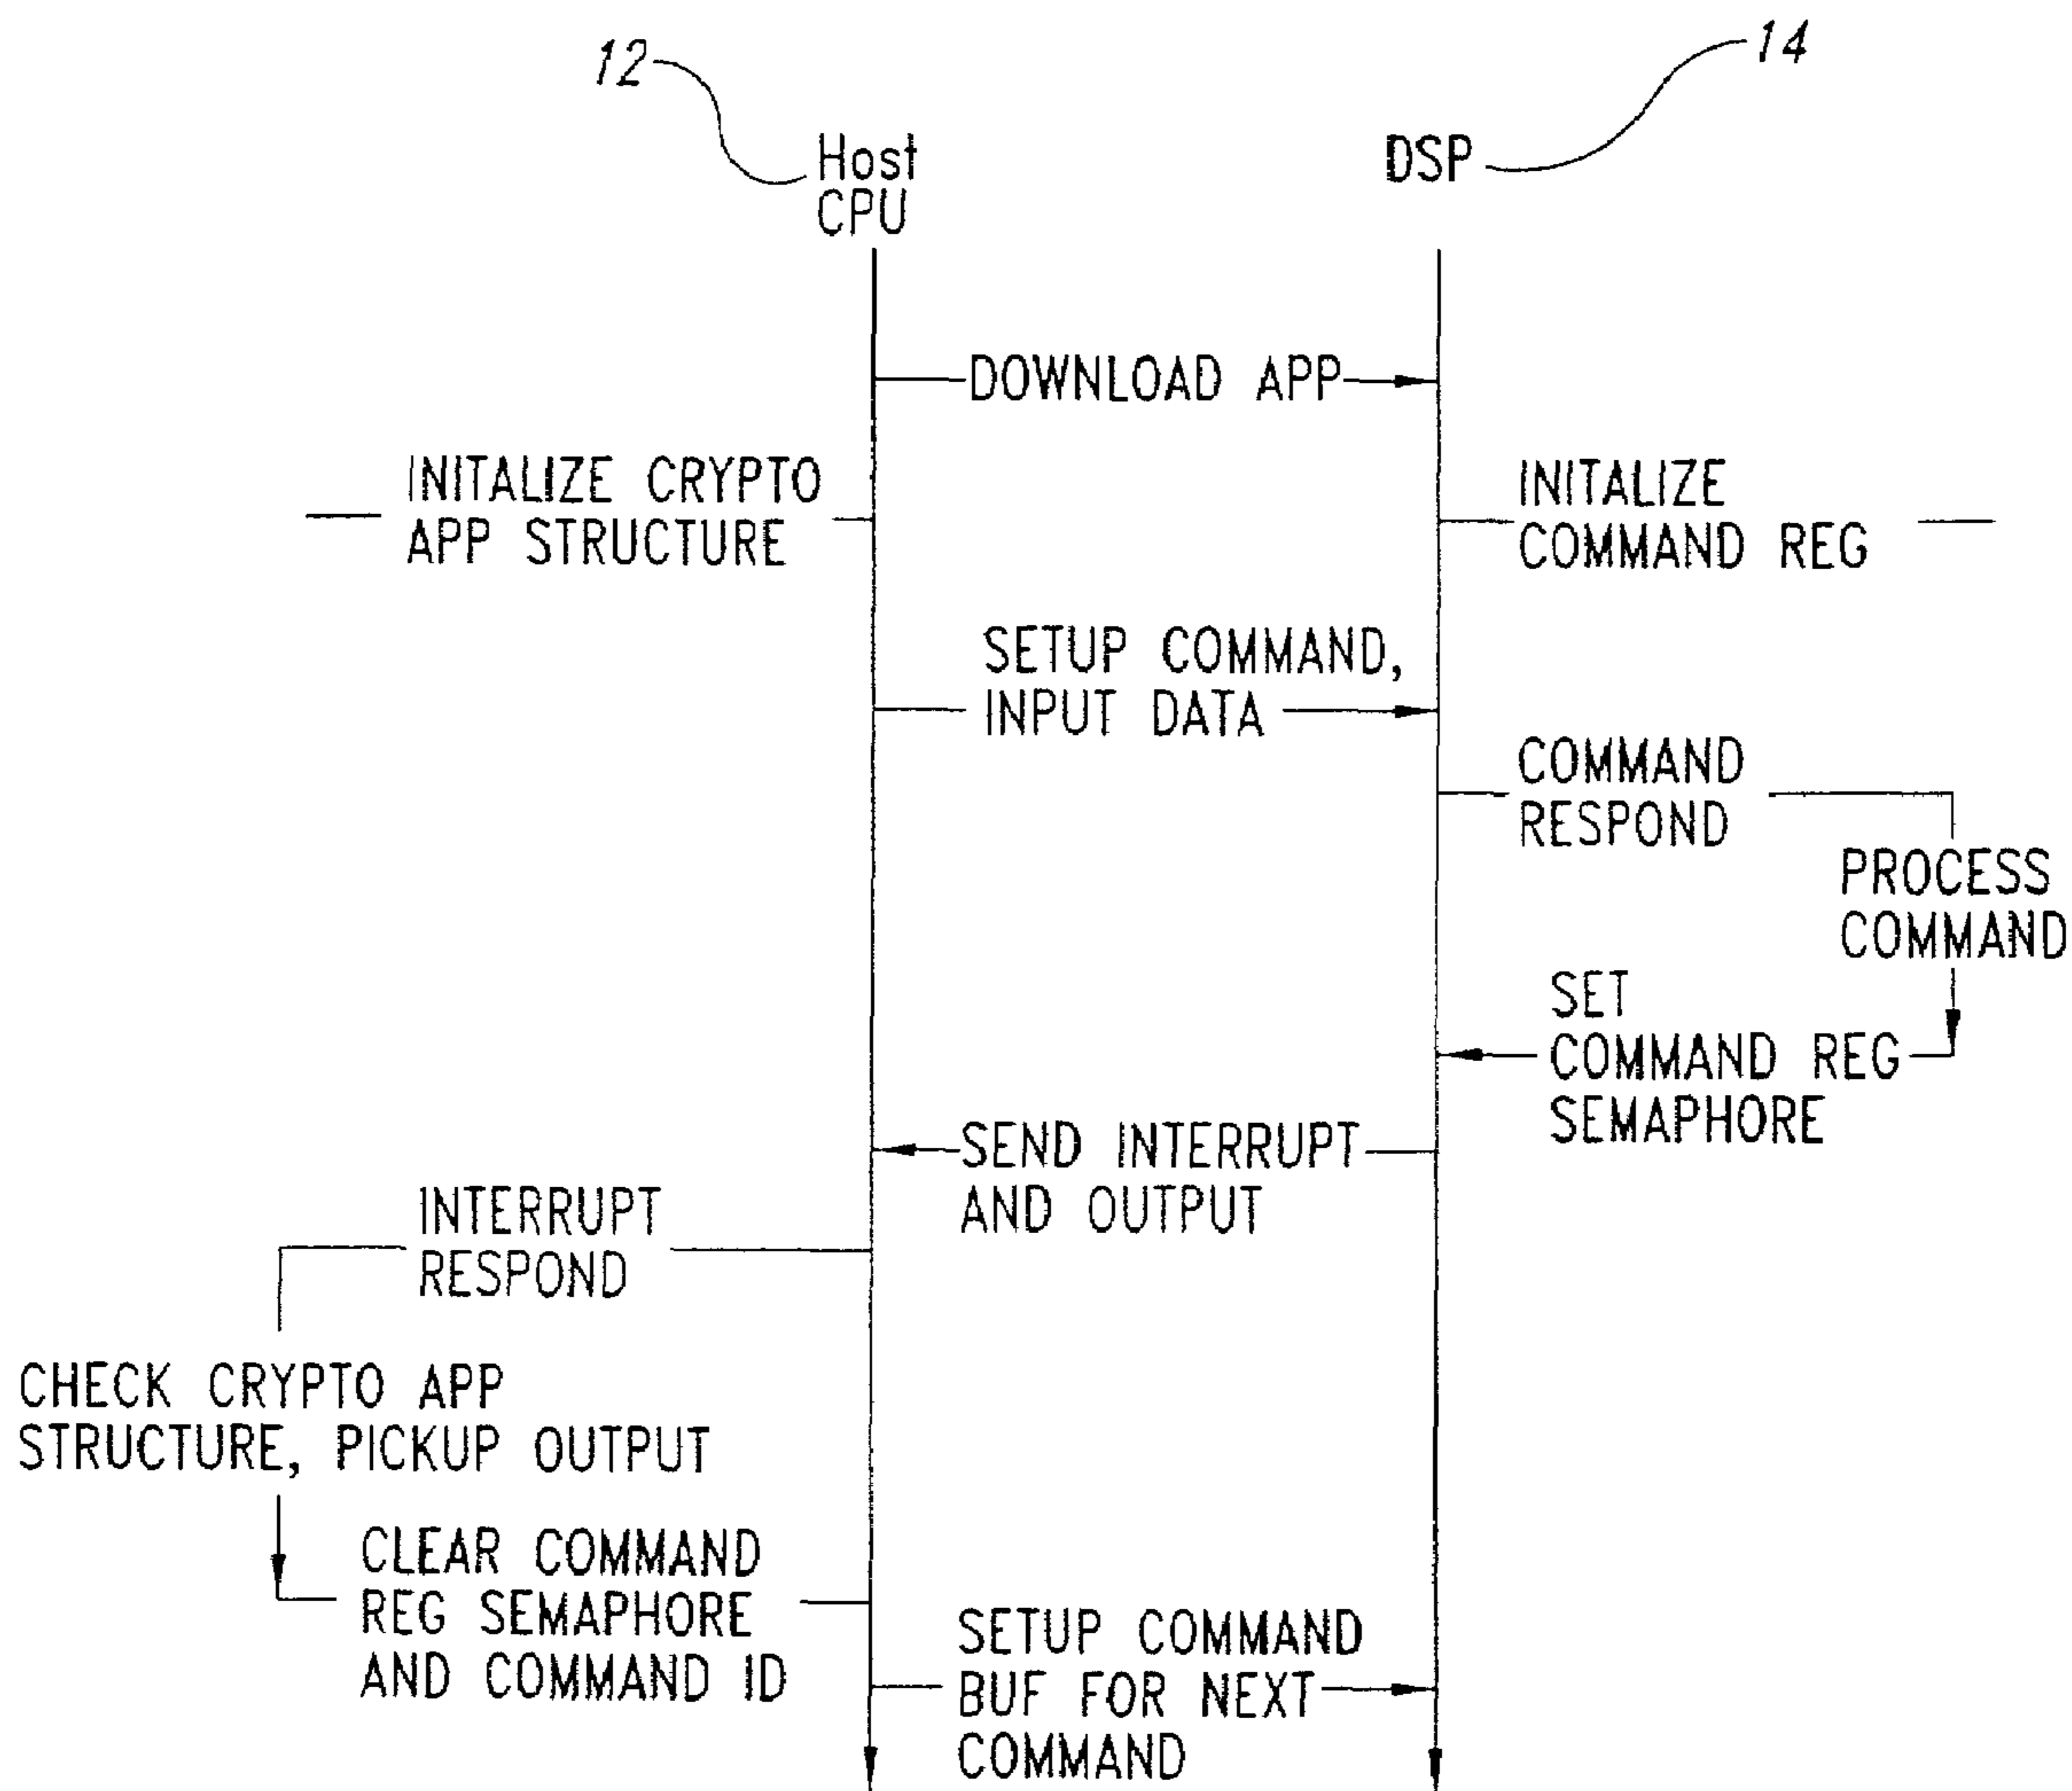 12
14
Host
CPU
DSP
DOWNLOAD APP
INITALIZE CRYPTO
APP STRUCTURE
INITALIZE
COMMAND REG
SETUP COMMAND,
INPUT DATA
COMMAND
RESPOND
PROCESS
COMMAND
SET
COMMAND REG
SEMAPHORE
SEND INTERRUPT
AND OUTPUT
INTERRUPT
RESPOND
CHECK CRYPTO APP
STRUCTURE, PICKUP OUTPUT
CLEAR COMMAND
REG SEMAPHORE
AND COMMAND ID
SETUP COMMAND
BUF FOR NEXT
COMMAND